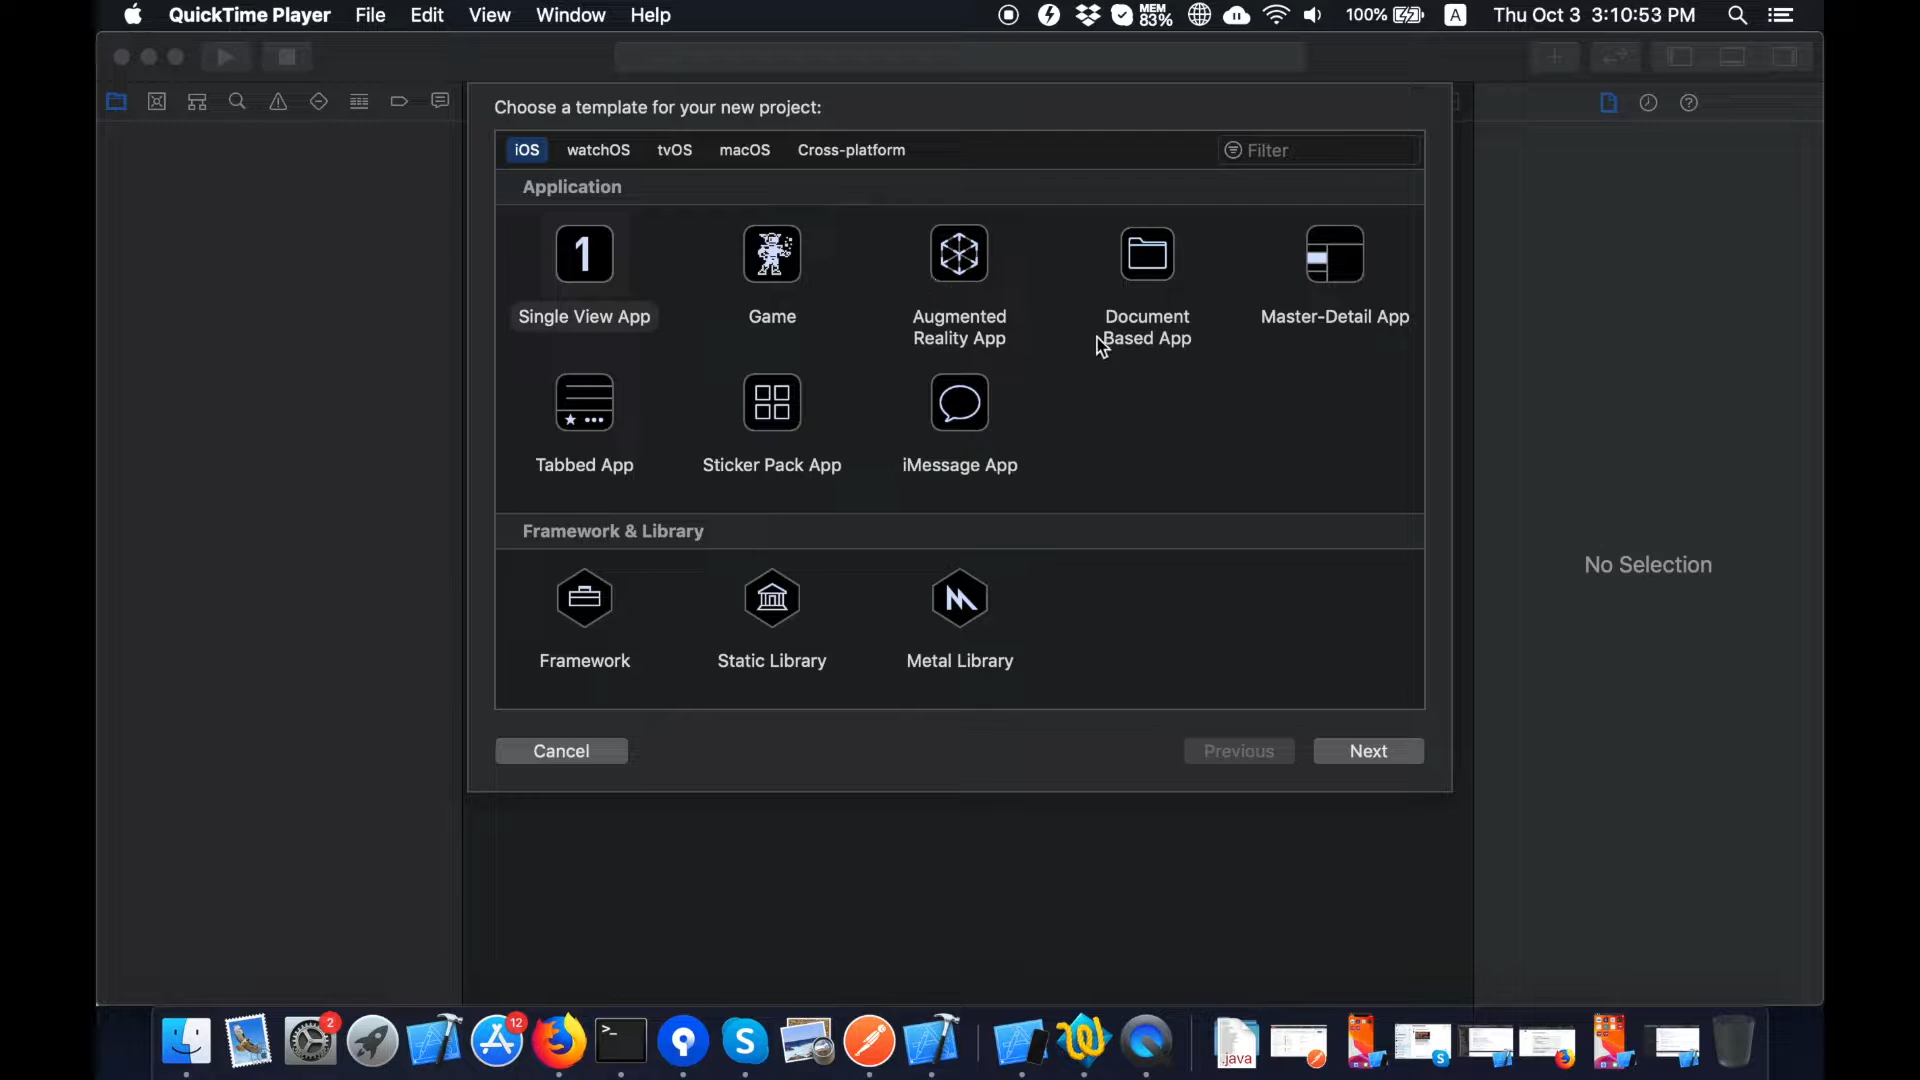 QuickTime Player File Edit View Window Help MEM 83% 100% A Thu Oct 3 3:10:53 PM
Choose a template for your new project:
iOS watchOS tvOS macOS Cross-platform Filter
Application
1
Single View App
Game
Augmented
Reality App
Document
Based App
Master-Detail App
Tabbed App
Sticker Pack App
iMessage App
Framework & Library
Framework
Static Library
Metal Library
Cancel Previous Next
No Selection
2
12
>_
S
.java
S